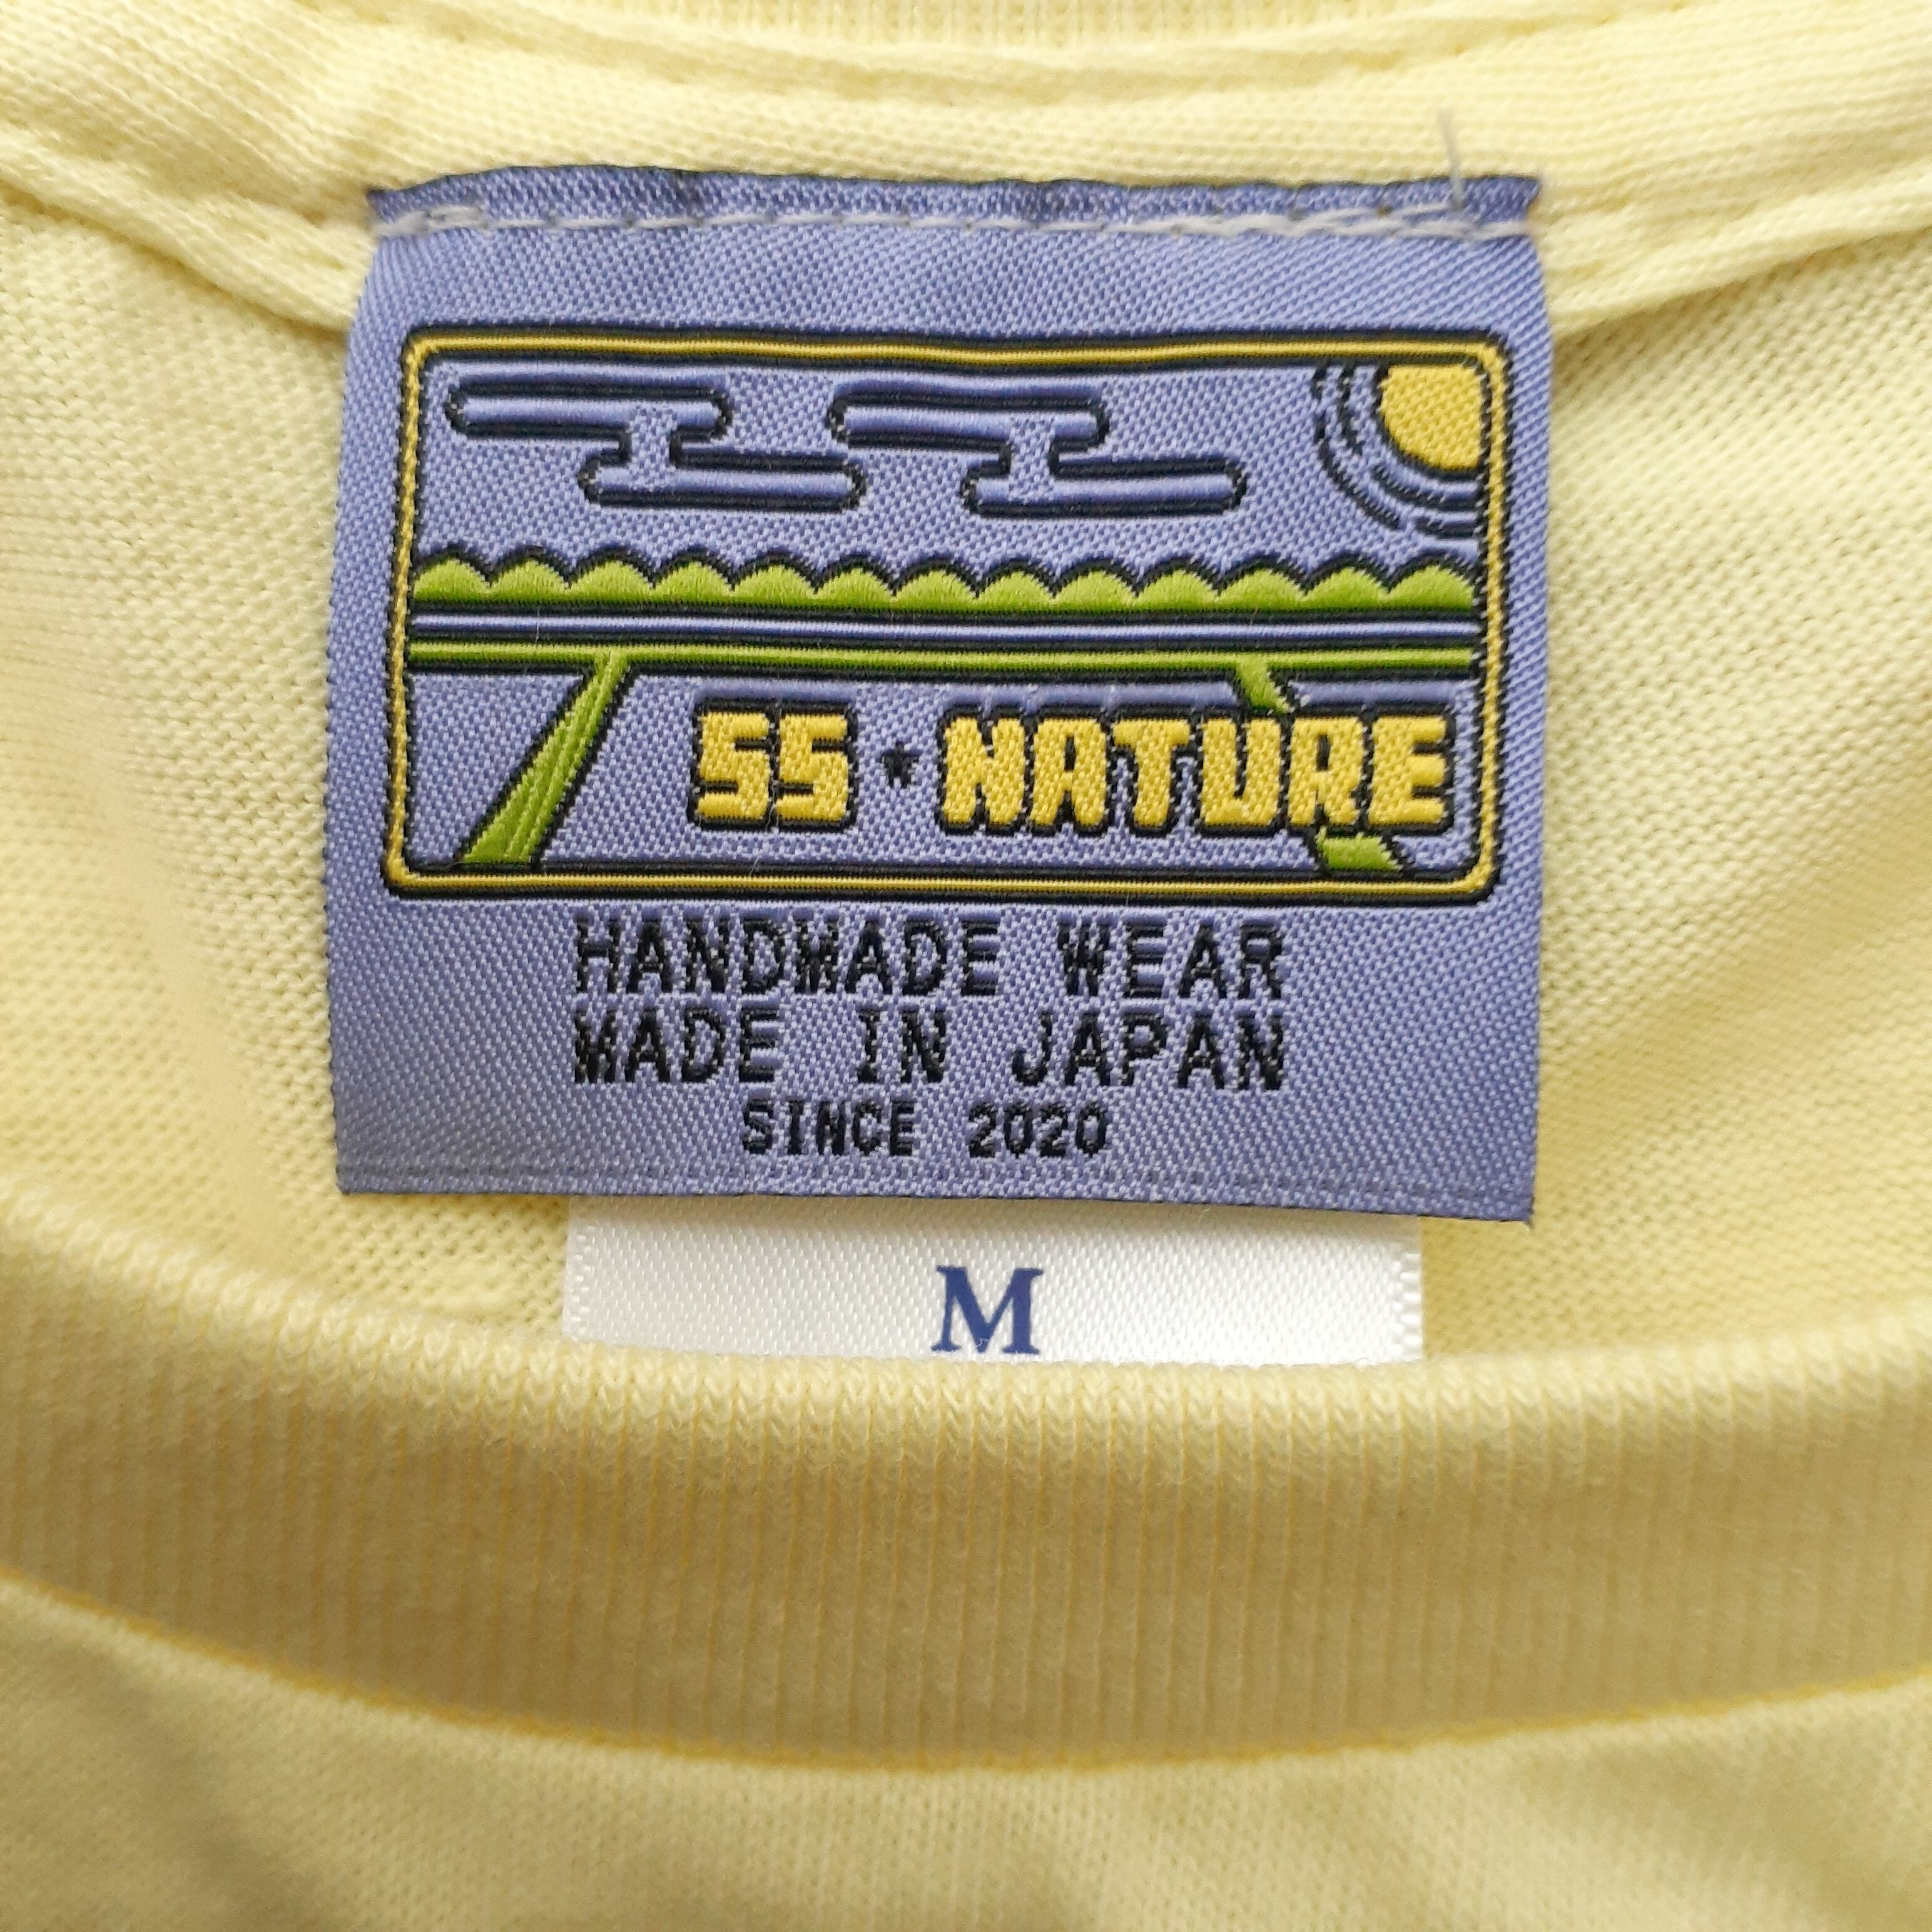 55★NATURE
HANDMADE WEAR
MADE IN JAPAN
SINCE 2020
M